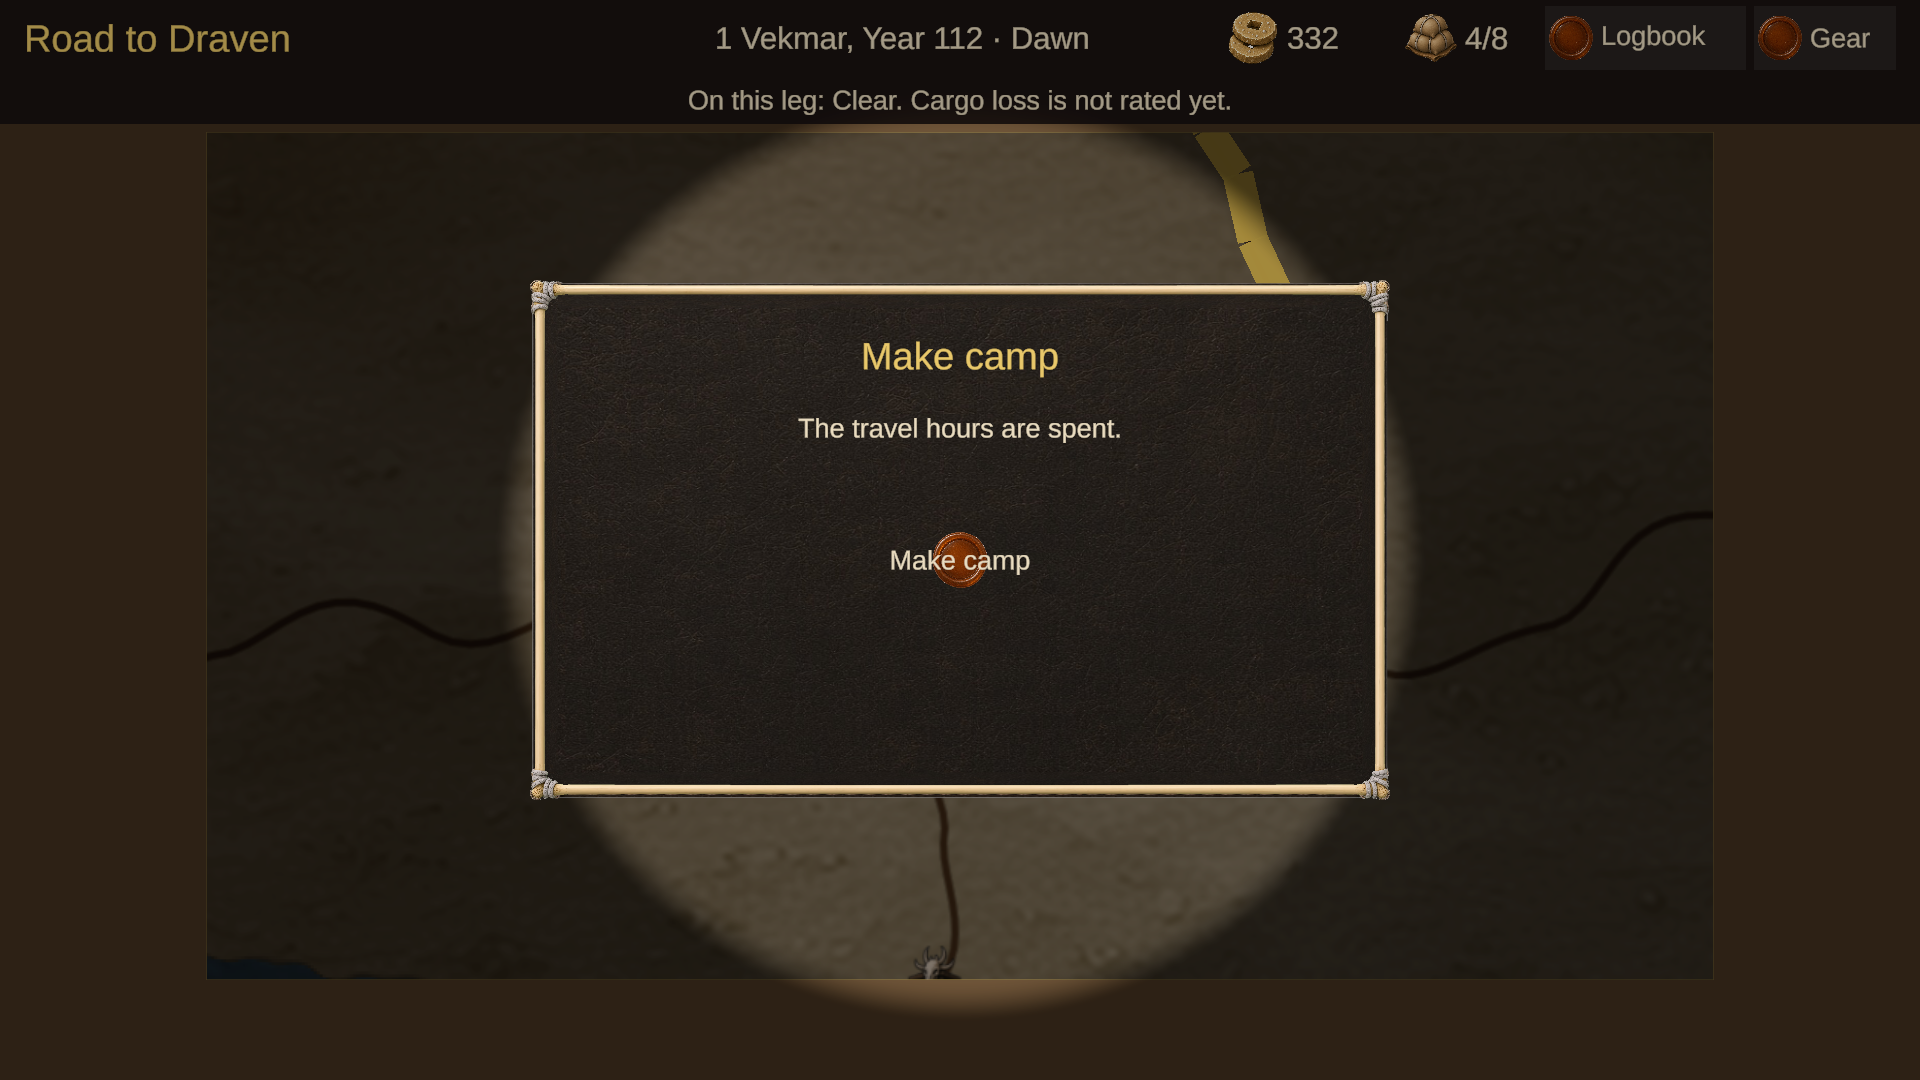 Road to Draven
1 Vekmar, Year 112 · Dawn
332
4/8
Logbook
Gear
On this leg: Clear. Cargo loss is not rated yet.
Make camp
The travel hours are spent.
Make camp